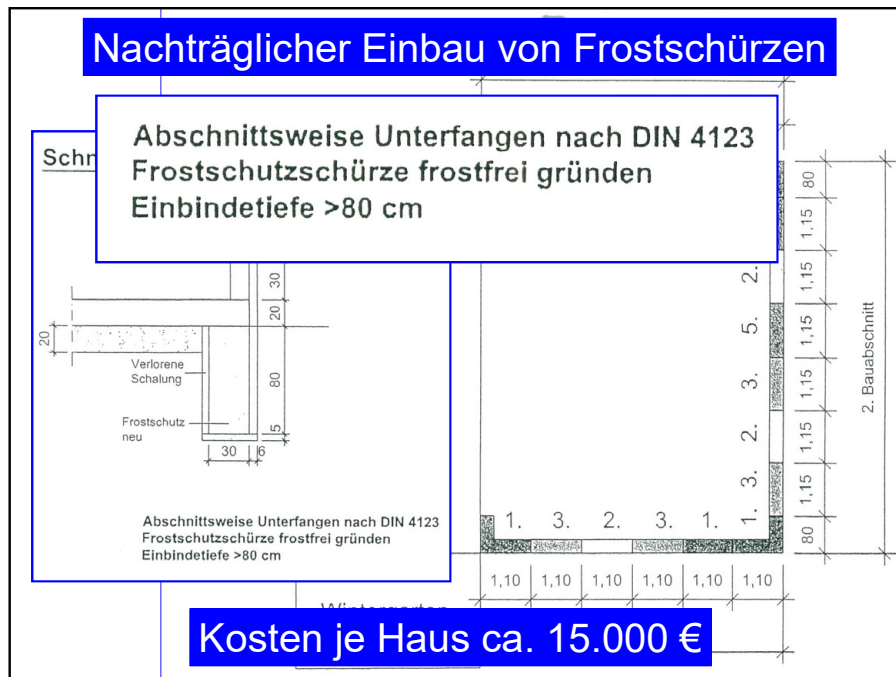 Nachträglicher Einbau von Frostschürzen
Abschnittsweise Unterfangen nach DIN 4123
Frostschutzschürze frostfrei gründen
Einbindetiefe >80 cm
Schn
30
20
20
Verlorene
Schalung
80
Frostschutz
neu
5
30 6
Abschnittsweise Unterfangen nach DIN 4123
Frostschutzschürze frostfrei gründen
Einbindetiefe >80 cm
80
1,15
2. 1,15
5. 1,15
3. 1,15
2. 1,15
3. 1,15
1. 80
2. Bauabschnitt
1. 3. 2. 3. 1.
1,10 1,10 1,10 1,10 1,10 1,10
Wintergarten
Kosten je Haus ca. 15.000 €